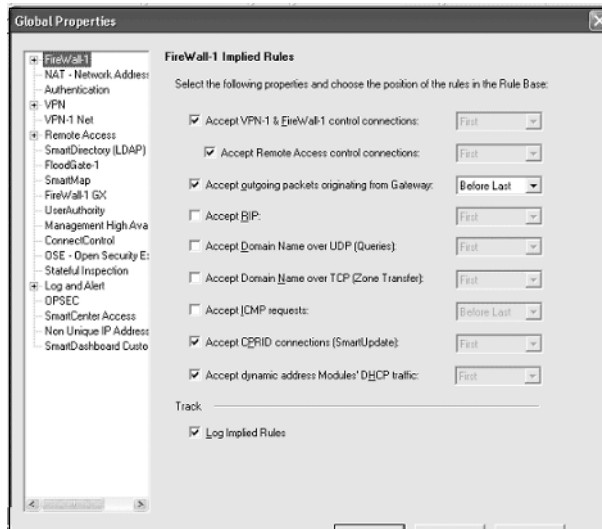 Global Properties
FireWall-1
NAT - Network Address
Authentication
VPN
VPN-1 Net
Remote Access
SmartDirectory (LDAP)
FloodGate-1
SmartMap
FireWall-1 GX
UserAuthority
Management High Ava
ConnectControl
OSE - Open Security E
Stateful Inspection
Log and Alert
OPSEC
SmartCenter Access
Non Unique IP Address
SmartDashboard Custo
FireWall-1 Implied Rules
Select the following properties and choose the position of the rules in the Rule Base:
Accept VPN-1 & FireWall-1 control connections: First
Accept Remote Access control connections: First
Accept outgoing packets originating from Gateway: Before Last
Accept RIP: First
Accept Domain Name over UDP (Queries): First
Accept Domain Name over TCP (Zone Transfer): First
Accept ICMP requests: Before Last
Accept CPRID connections (SmartUpdate): First
Accept dynamic address Modules' DHCP traffic: First
Track
Log Implied Rules